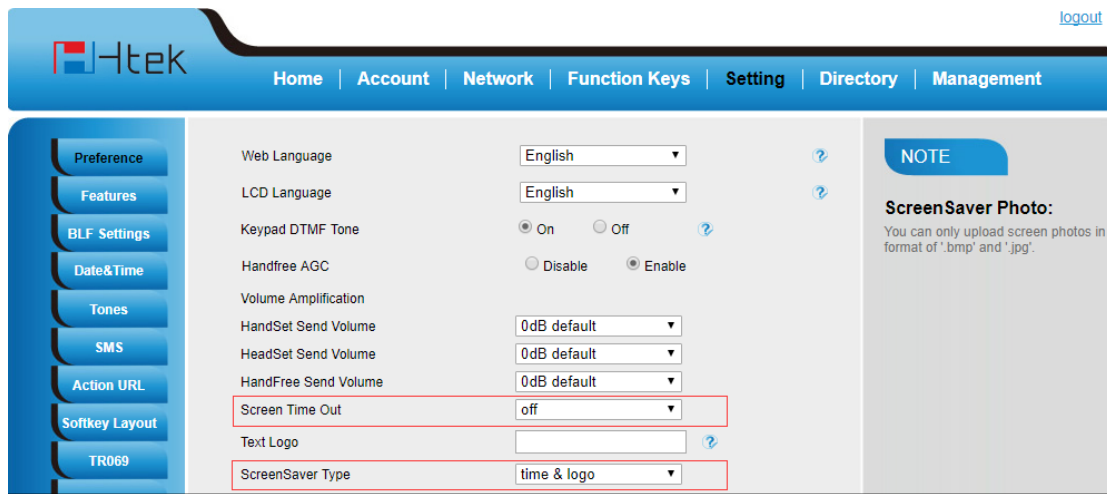 logout
Htek
Home Account Network Function Keys Setting Directory Management
Preference
Features
BLF Settings
Date&Time
Tones
SMS
Action URL
Softkey Layout
TR069
Web Language English
LCD Language English
Keypad DTMF Tone On Off
Handfree AGC Disable Enable
Volume Amplification
HandSet Send Volume 0dB default
HeadSet Send Volume 0dB default
HandFree Send Volume 0dB default
Screen Time Out off
Text Logo
ScreenSaver Type time & logo
NOTE
ScreenSaver Photo:
You can only upload screen photos in
format of '.bmp' and '.jpg'.